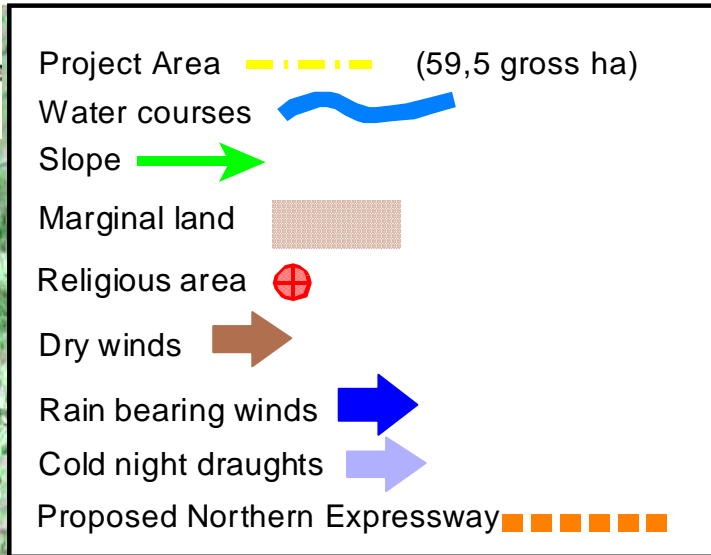 Project Area (59,5 gross ha)
Water courses
Slope
Marginal land
Religious area
Dry winds
Rain bearing winds
Cold night draughts
Proposed Northern Expressway